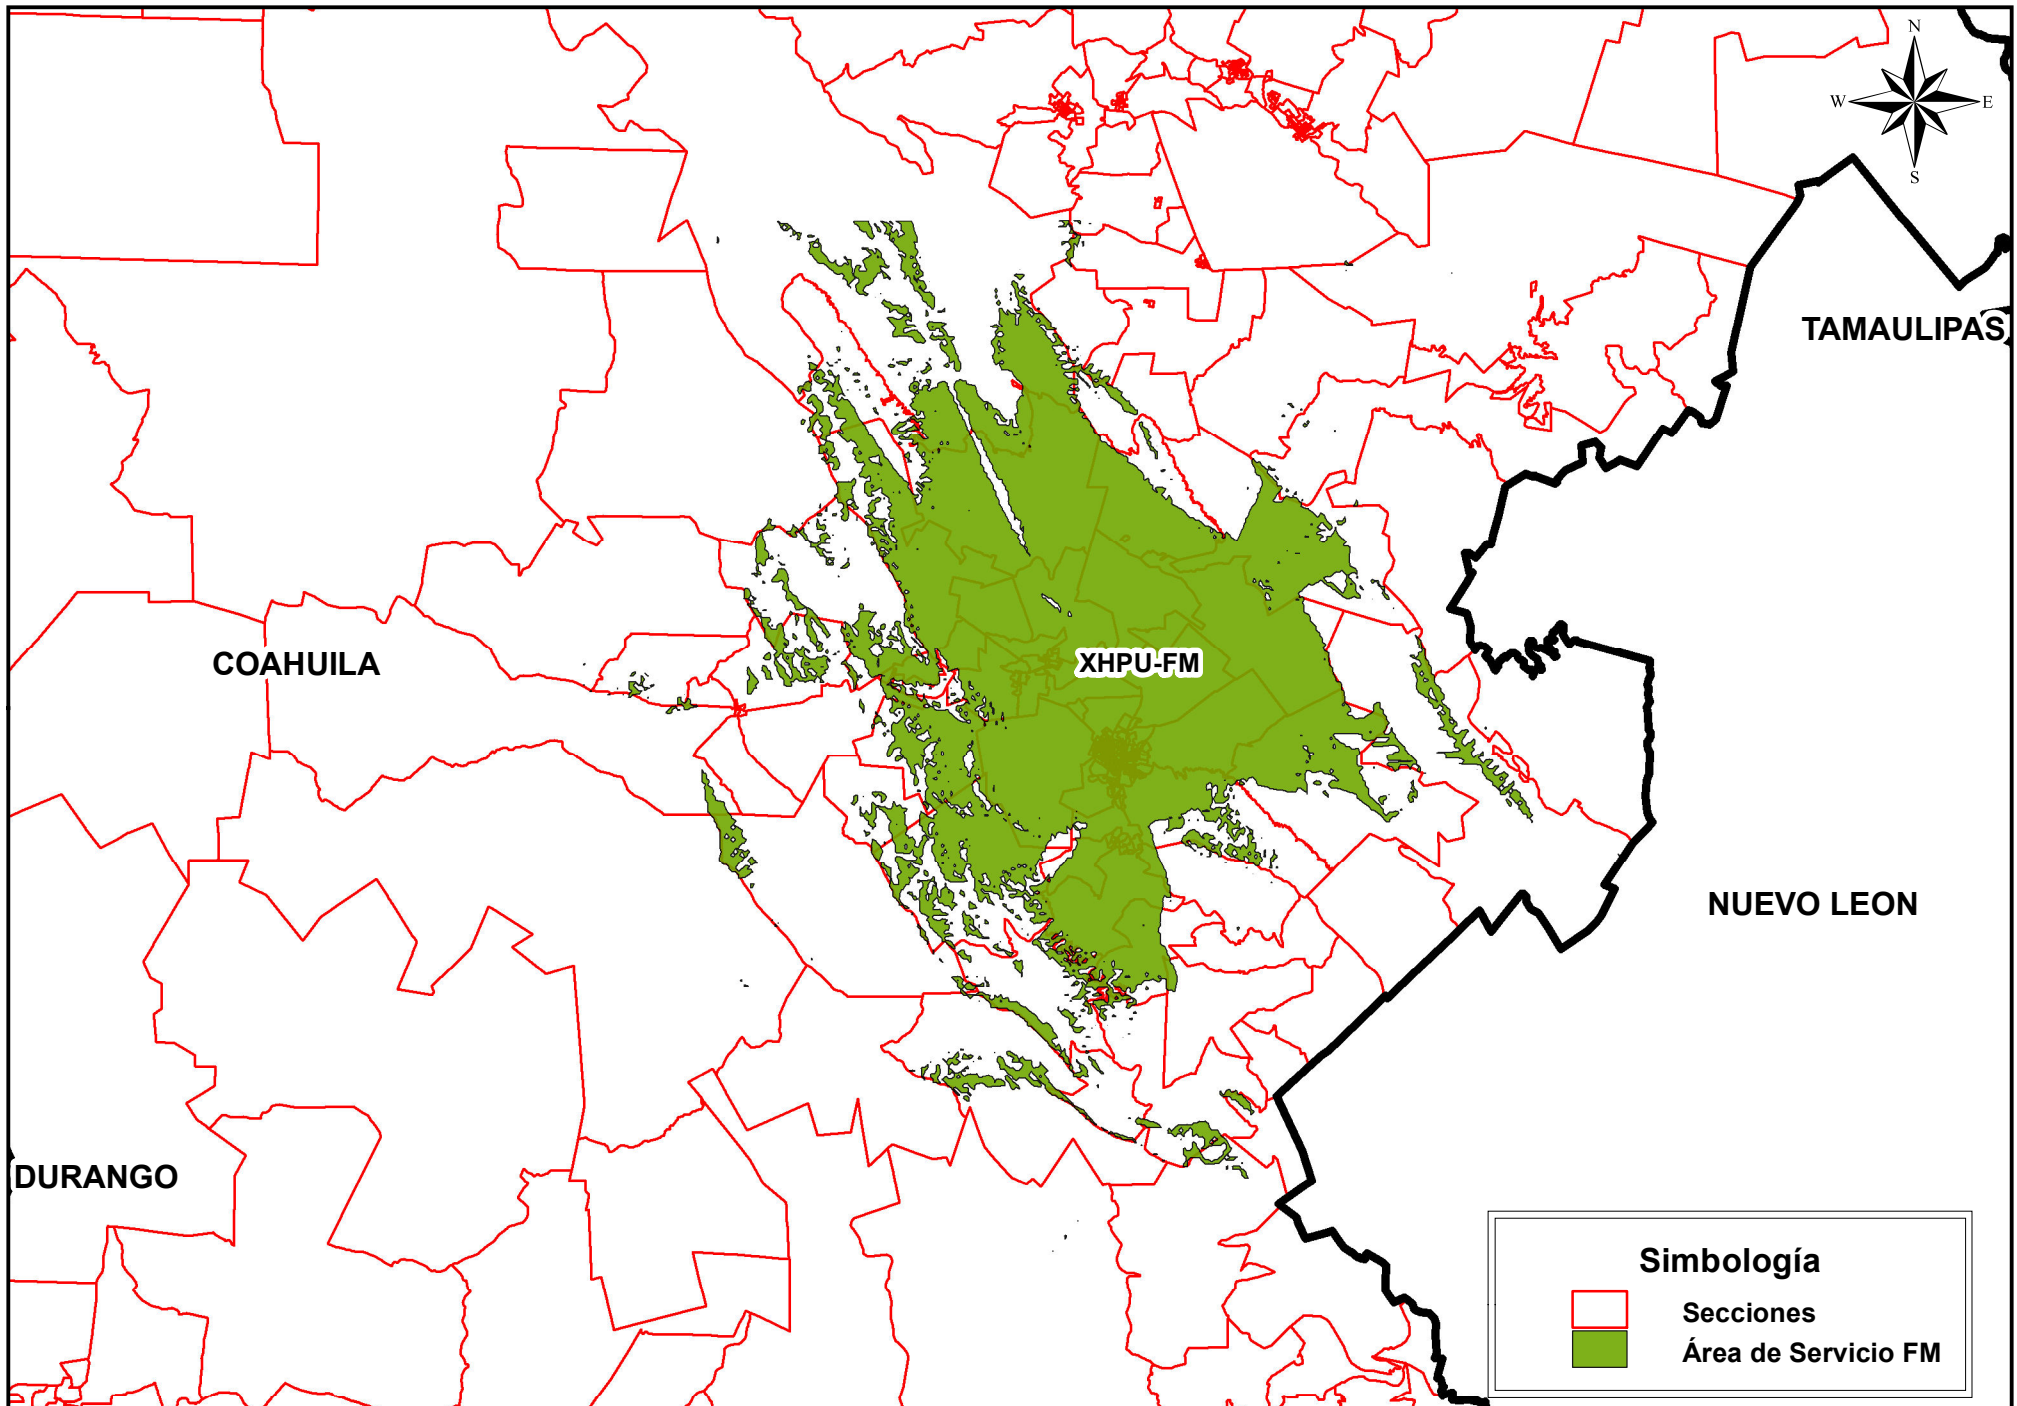 N
W
E
S
TAMAULIPAS
COAHUILA
XHPU-FM
NUEVO LEON
DURANGO
Simbología
Secciones
Área de Servicio FM